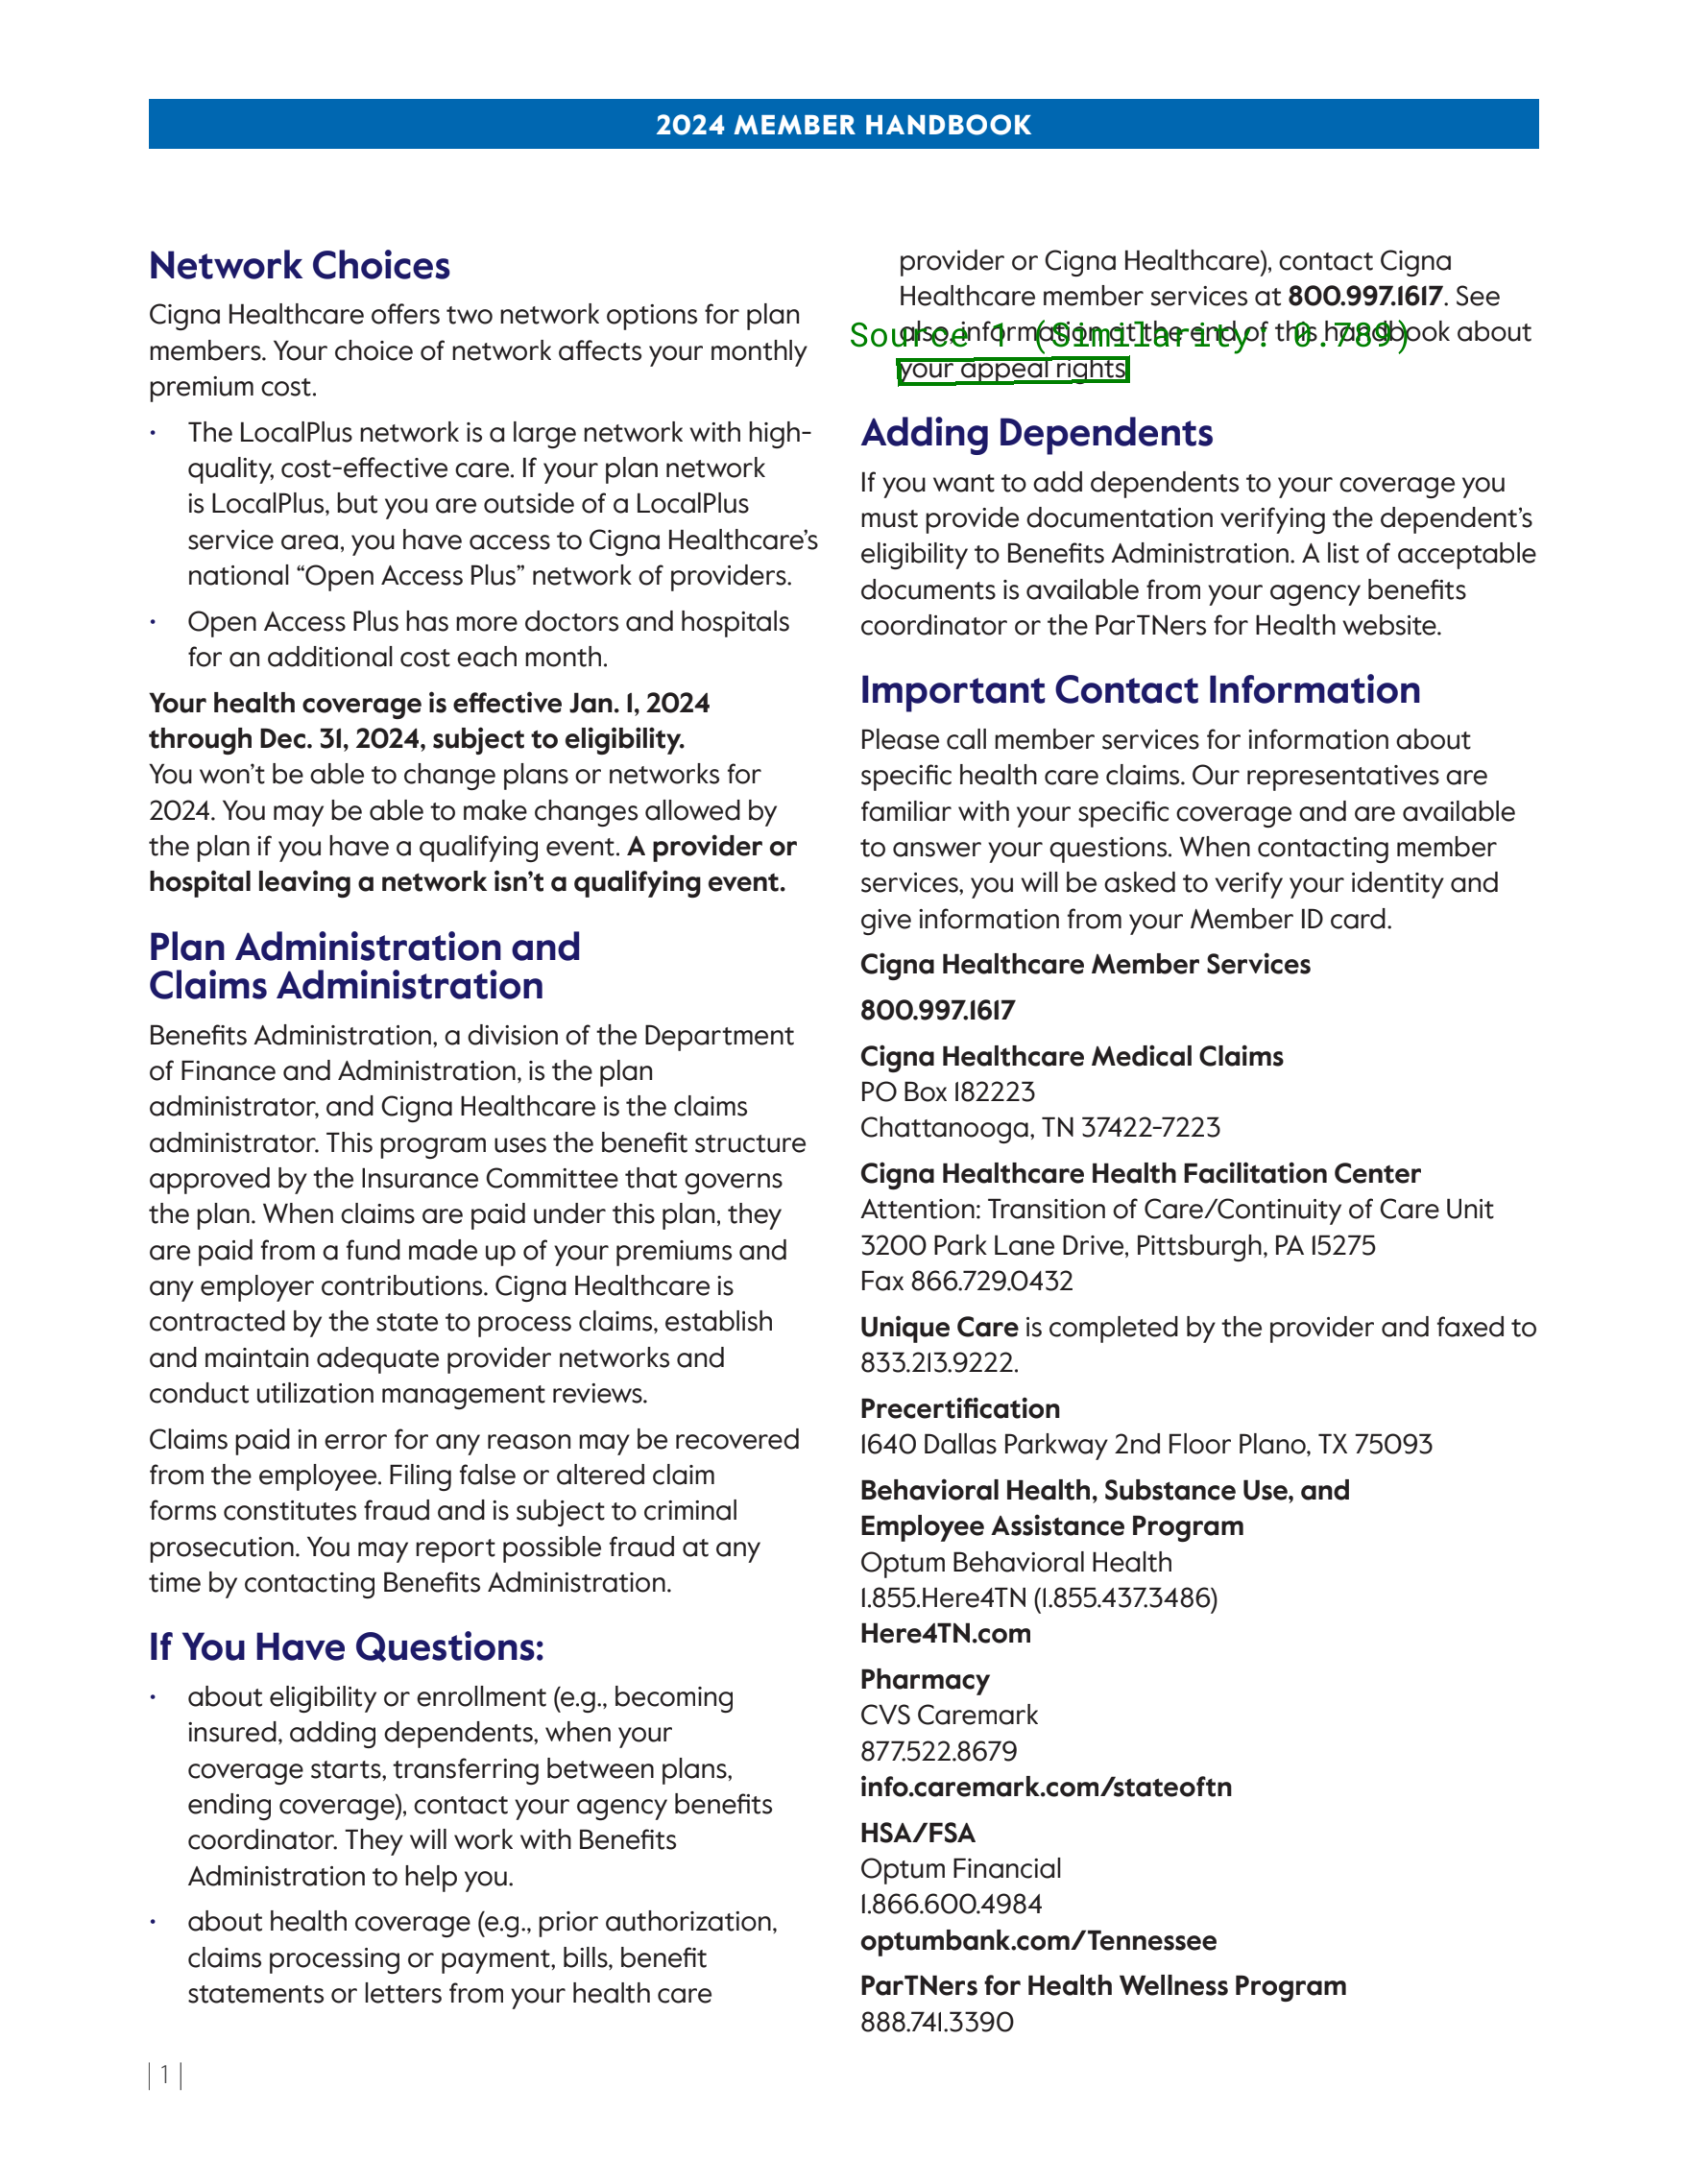 2024 MEMBER HANDBOOK
Network Choices
Cigna Healthcare offers two network options for plan
members. Your choice of network affects your monthly
premium cost.
• The LocalPlus network is a large network with high-
quality, cost-effective care. If your plan network
is LocalPlus, but you are outside of a LocalPlus
service area, you have access to Cigna Healthcare’s
national “Open Access Plus” network of providers.
• Open Access Plus has more doctors and hospitals
for an additional cost each month.
Your health coverage is effective Jan. 1, 2024
through Dec. 31, 2024, subject to eligibility.
You won’t be able to change plans or networks for
2024. You may be able to make changes allowed by
the plan if you have a qualifying event. A provider or
hospital leaving a network isn’t a qualifying event.
Plan Administration and
Claims Administration
Benefits Administration, a division of the Department
of Finance and Administration, is the plan
administrator, and Cigna Healthcare is the claims
administrator. This program uses the benefit structure
approved by the Insurance Committee that governs
the plan. When claims are paid under this plan, they
are paid from a fund made up of your premiums and
any employer contributions. Cigna Healthcare is
contracted by the state to process claims, establish
and maintain adequate provider networks and
conduct utilization management reviews.
Claims paid in error for any reason may be recovered
from the employee. Filing false or altered claim
forms constitutes fraud and is subject to criminal
prosecution. You may report possible fraud at any
time by contacting Benefits Administration.
If You Have Questions:
• about eligibility or enrollment (e.g., becoming
insured, adding dependents, when your
coverage starts, transferring between plans,
ending coverage), contact your agency benefits
coordinator. They will work with Benefits
Administration to help you.
• about health coverage (e.g., prior authorization,
claims processing or payment, bills, benefit
statements or letters from your health care
provider or Cigna Healthcare), contact Cigna
Healthcare member services at 800.997.1617. See
also, information at the end of this handbook about
Source 1 (Similarity: 0.789)
your appeal rights
Adding Dependents
If you want to add dependents to your coverage you
must provide documentation verifying the dependent’s
eligibility to Benefits Administration. A list of acceptable
documents is available from your agency benefits
coordinator or the ParTNers for Health website.
Important Contact Information
Please call member services for information about
specific health care claims. Our representatives are
familiar with your specific coverage and are available
to answer your questions. When contacting member
services, you will be asked to verify your identity and
give information from your Member ID card.
Cigna Healthcare Member Services
800.997.1617
Cigna Healthcare Medical Claims
PO Box 182223
Chattanooga, TN 37422-7223
Cigna Healthcare Health Facilitation Center
Attention: Transition of Care/Continuity of Care Unit
3200 Park Lane Drive, Pittsburgh, PA 15275
Fax 866.729.0432
Unique Care is completed by the provider and faxed to
833.213.9222.
Precertification
1640 Dallas Parkway 2nd Floor Plano, TX 75093
Behavioral Health, Substance Use, and
Employee Assistance Program
Optum Behavioral Health
1.855.Here4TN (1.855.437.3486)
Here4TN.com
Pharmacy
CVS Caremark
877.522.8679
info.caremark.com/stateoftn
HSA/FSA
Optum Financial
1.866.600.4984
optumbank.com/Tennessee
ParTNers for Health Wellness Program
888.741.3390
| 1 |